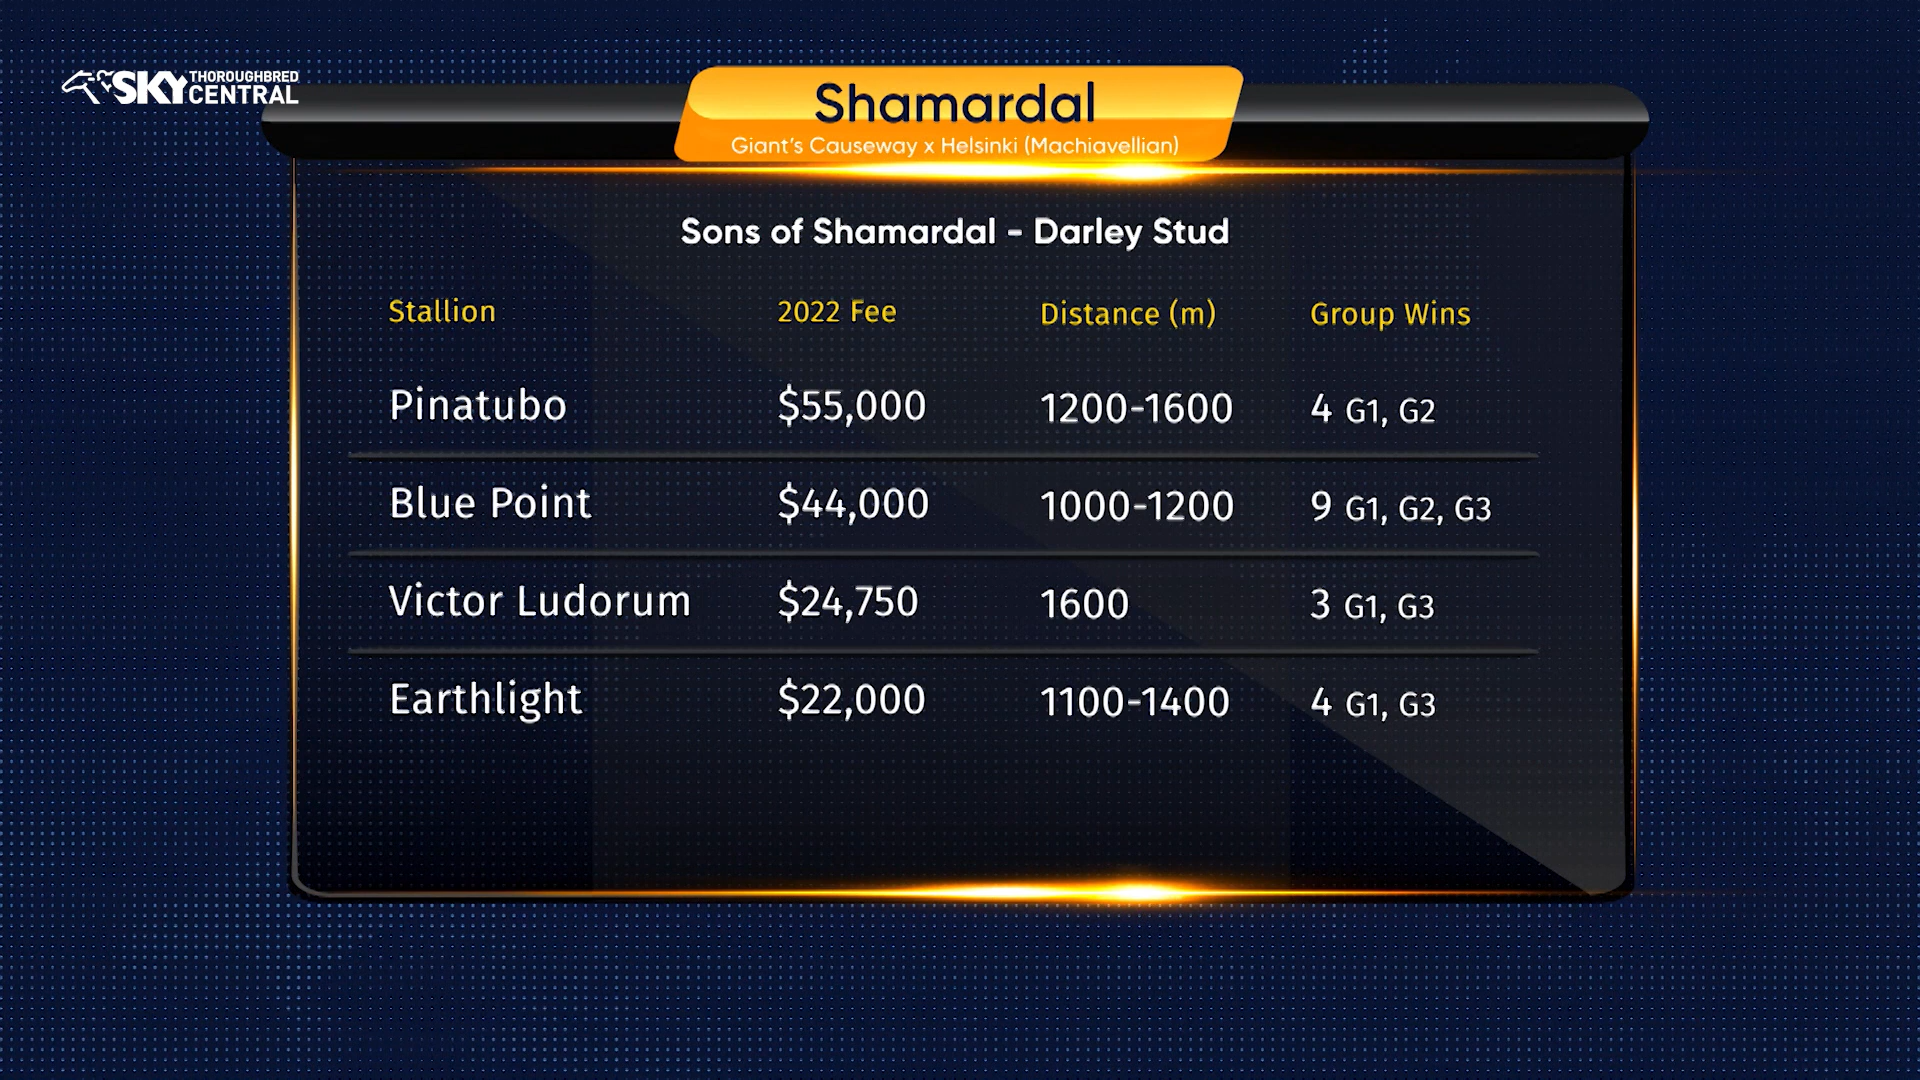 SKY THOROUGHBRED CENTRAL
Shamardal
Giant's Causeway x Helsinki (Machiavellian)
Sons of Shamardal - Darley Stud
Stallion 2022 Fee Distance (m) Group Wins
Pinatubo $55,000 1200-1600 4 G1, G2
Blue Point $44,000 1000-1200 9 G1, G2, G3
Victor Ludorum $24,750 1600 3 G1, G3
Earthlight $22,000 1100-1400 4 G1, G3